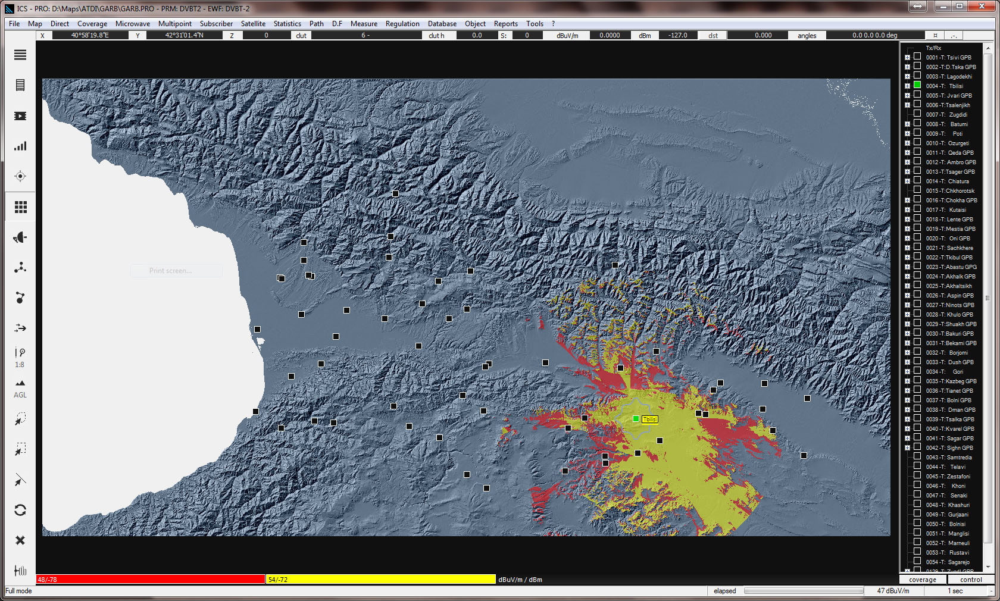 ICS - PRO: D:\Maps\ATDI\GARB\GARB.PRO - PRM: DVBT2 - EWF: DVBT-2
File Map Direct Coverage Microwave Multipoint Subscriber Satellite Statistics Path D.F Measure Regulation Database Object Reports Tools ?
X 40°58'19.8"E Y 42°31'01.4"N Z 0 clut 6 - clut h 0.0 S: 0 dBuV/m 0.0000 dBm -127.0 dst 0.000 angles 0.0 0.0 0.0 deg ¤ .-.
Tx/Rx
0001 -T: Tsivi GPB
0002 -T:D.Tska GPB
0003 -T: Lagodekhi
0004 -T: Tbilisi
0005 -T: Jvari GPB
0006 -T:Tsalenjikh
0007 -T: Zugdidi
0008 -T: Batumi
0009 -T: Poti
0010 -T: Ozurgeti
0011 -T: Qeda GPB
0012 -T: Ambro GPB
0013 -T:Tsager GPB
0014 -T: Chiatura
0015 -T:Chkhorotsk
0016 -T:Chokha GPB
0017 -T: Kutaisi
0018 -T: Lente GPB
0019 -T:Mestia GPB
0020 -T: Oni GPB
0021 -T: Sachkhere
0022 -T:Tkibul GPB
0023 -T:Abastu GPG
0024 -T: Akhalk GPB
0025 -T:Akhaltsikh
0026 -T: Aspin GPB
0027 -T:Ninots GPB
0028 -T: Khulo GPB
0029 -T:Shuakh GPB
0030 -T:Bakuri GPB
0031 -T:Bekami GPB
0032 -T: Borjomi
0033 -T: Dush GPB
0034 -T: Gori
0035 -T:Kazbeg GPB
0036 -T:Tianet GPB
0037 -T: Bolni GPB
0038 -T: Dman GPB
0039 -T:Tsalka GPB
0040 -T:Kvarel GPB
0041 -T: Sagar GPB
0042 -T: Sighn GPB
0043 -T: Samtredia
0044 -T: Telavi
0045 -T: Zestafoni
0046 -T: Khoni
0047 -T: Senaki
0048 -T: Khashuri
0049 -T: Gurjaani
0050 -T: Bolnisi
0051 -T: Manglisi
0052 -T: Marneuli
0053 -T: Rustavi
0054 -T: Sagarejo
Print screen...
1:8
AGL
Tbilisi
48/-78 54/-72 dBuV/m / dBm
coverage control
Full mode elapsed 47 dBuV/m 1 sec -